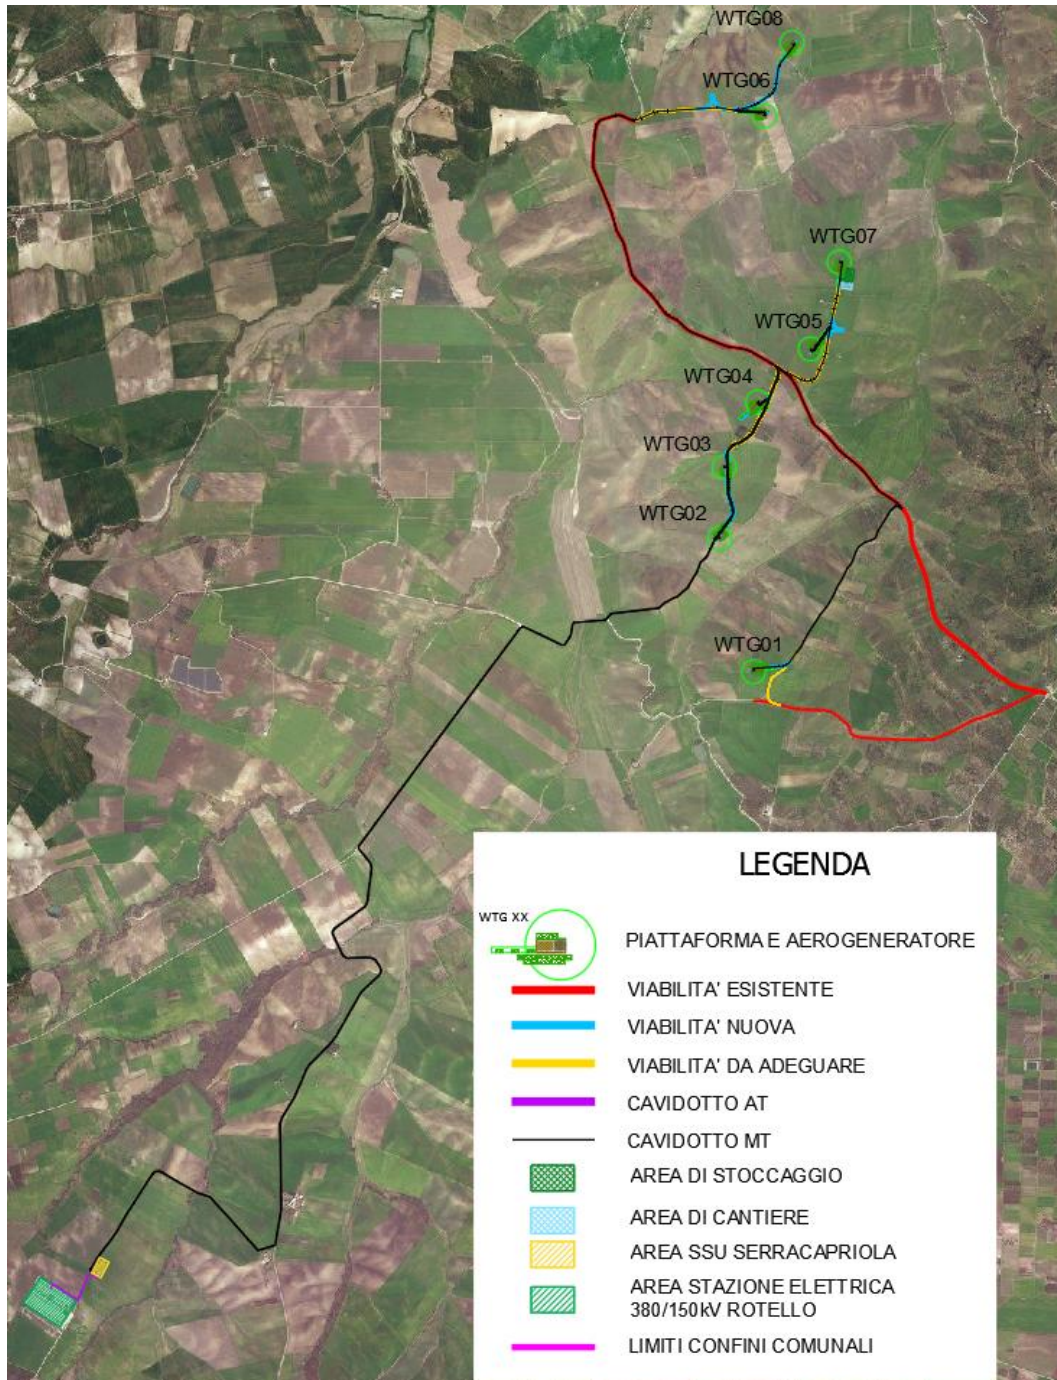 WTG08
WTG06
WTG07
WTG05
WTG04
WTG03
WTG02
WTG01
LEGENDA
WTG XX
PIATTAFORMA E AEROGENERATORE
VIABILITA' ESISTENTE
VIABILITA' NUOVA
VIABILITA' DA ADEGUARE
CAVIDOTTO AT
CAVIDOTTO MT
AREA DI STOCCAGGIO
AREA DI CANTIERE
AREA SSU SERRACAPRIOLA
AREA STAZIONE ELETTRICA
380/150kV ROTELLO
LIMITI CONFINI COMUNALI